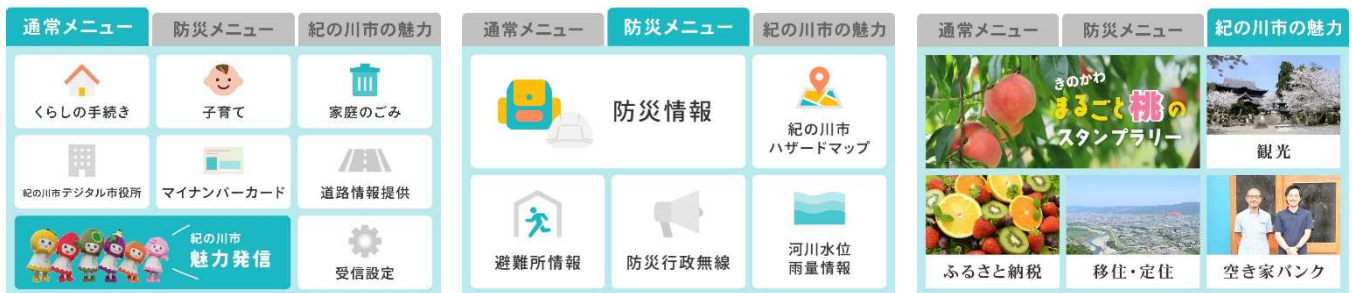 通常メニュー
防災メニュー
紀の川市の魅力
くらしの手続き
子育て
家庭のごみ
紀の川市デジタル市役所
マイナンバーカード
道路情報提供
紀の川市
魅力発信
受信設定
通常メニュー
防災メニュー
紀の川市の魅力
防災情報
紀の川市
ハザードマップ
避難所情報
防災行政無線
河川水位
雨量情報
通常メニュー
防災メニュー
紀の川市の魅力
きのかわ
まるごと桃の
スタンプラリー
観光
ふるさと納税
移住・定住
空き家バンク